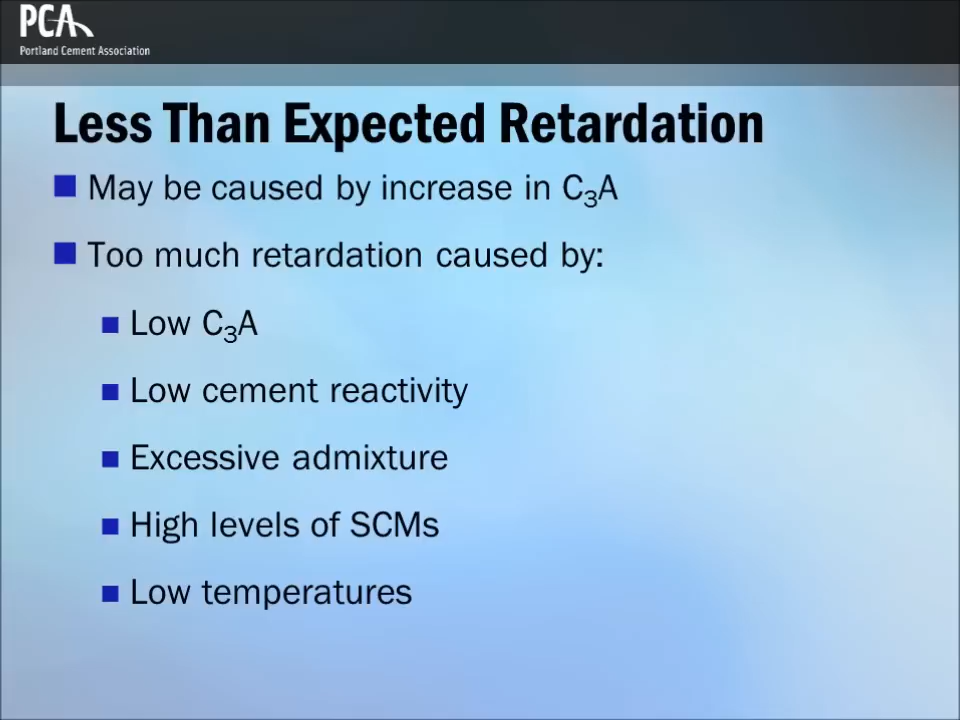 PCA
Portland Cement Association
Less Than Expected Retardation
May be caused by increase in C₃A
Too much retardation caused by:
Low C₃A
Low cement reactivity
Excessive admixture
High levels of SCMs
Low temperatures